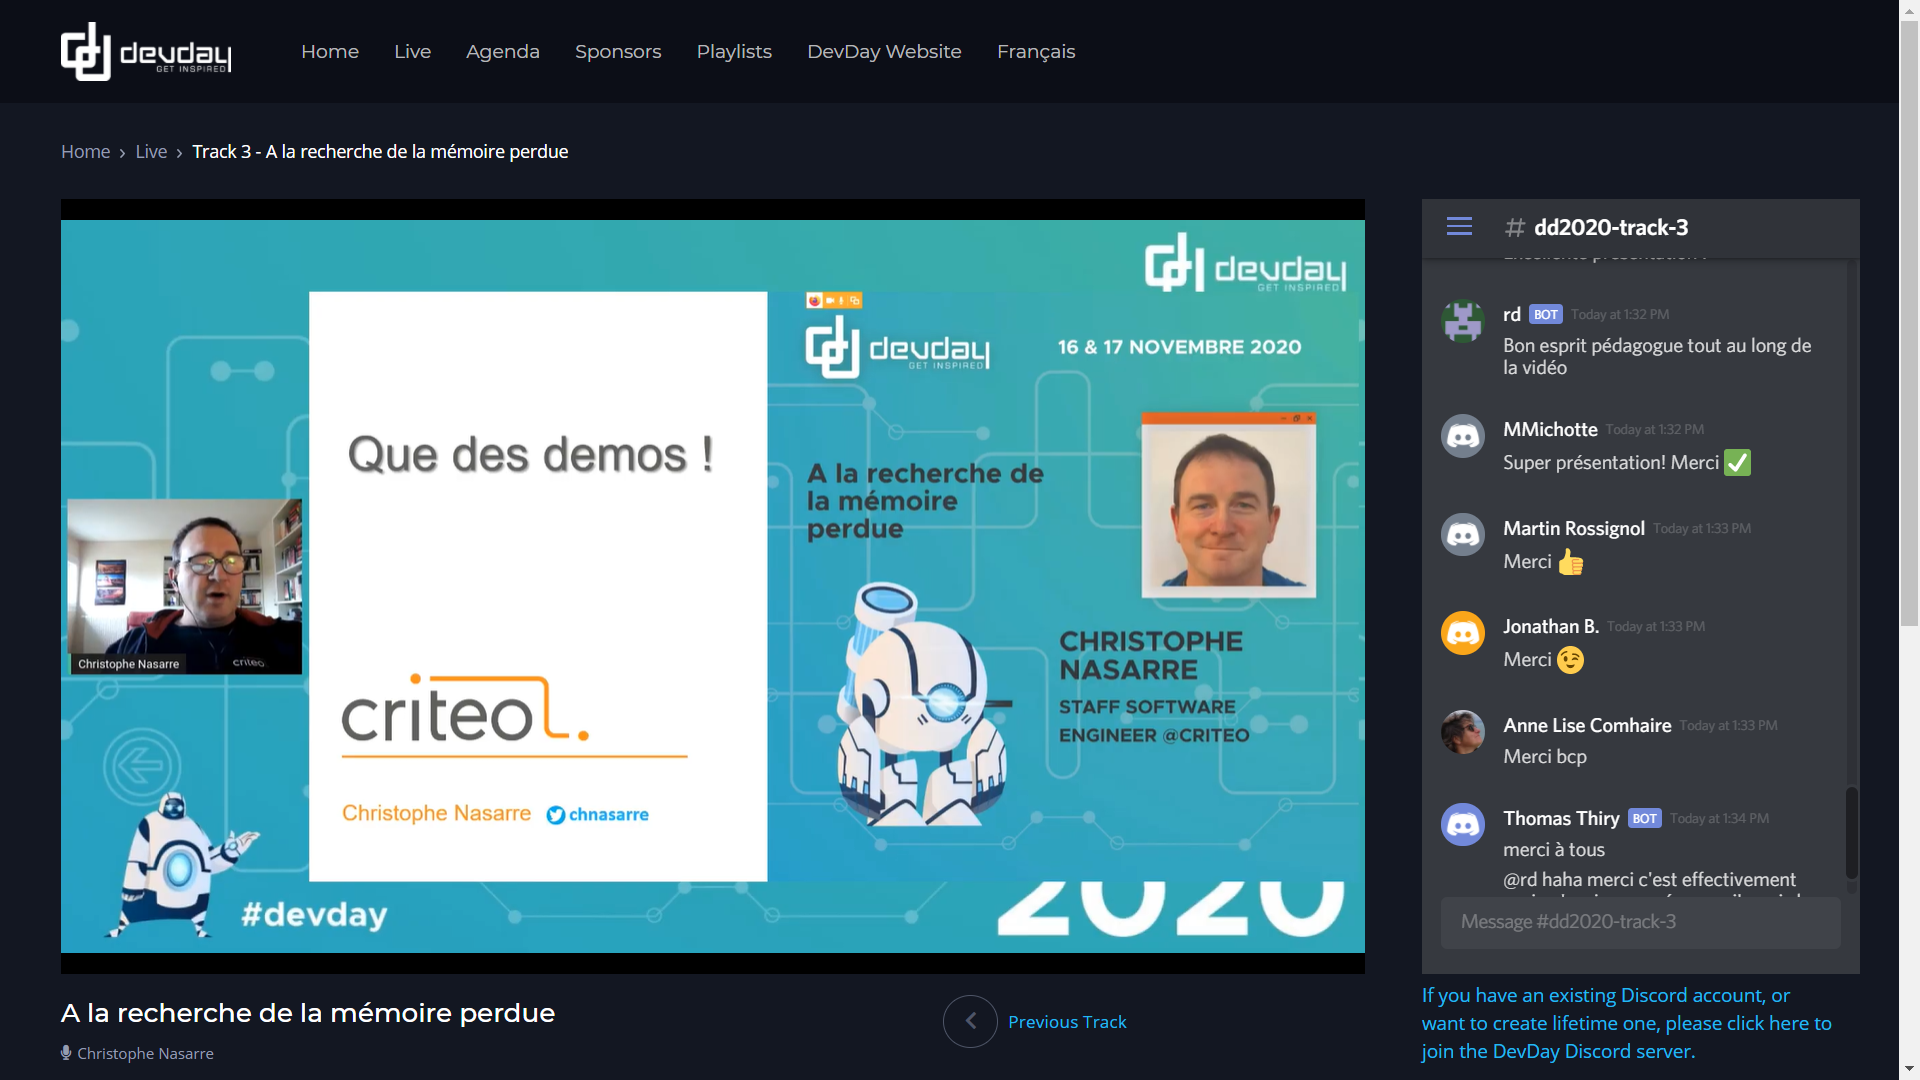 devday
GET INSPIRED
Home Live Agenda Sponsors Playlists DevDay Website Français
Home › Live › Track 3 - A la recherche de la mémoire perdue
devday
GET INSPIRED
devday
GET INSPIRED
16 & 17 NOVEMBRE 2020
Que des demos !
A la recherche de
la mémoire
perdue
criteo
Christophe Nasarre
CHRISTOPHE
NASARRE
STAFF SOFTWARE
ENGINEER @CRITEO
criteo
Christophe Nasarre chnasarre
#devday
2020
# dd2020-track-3
rd BOT Today at 1:32 PM
Bon esprit pédagogue tout au long de
la vidéo
MMichotte Today at 1:32 PM
Super présentation! Merci ✅
Martin Rossignol Today at 1:33 PM
Merci 👍
Jonathan B. Today at 1:33 PM
Merci 😉
Anne Lise Comhaire Today at 1:33 PM
Merci bcp
Thomas Thiry BOT Today at 1:34 PM
merci à tous
@rd haha merci c'est effectivement
Message #dd2020-track-3
A la recherche de la mémoire perdue
Christophe Nasarre
Previous Track
If you have an existing Discord account, or
want to create lifetime one, please click here to
join the DevDay Discord server.